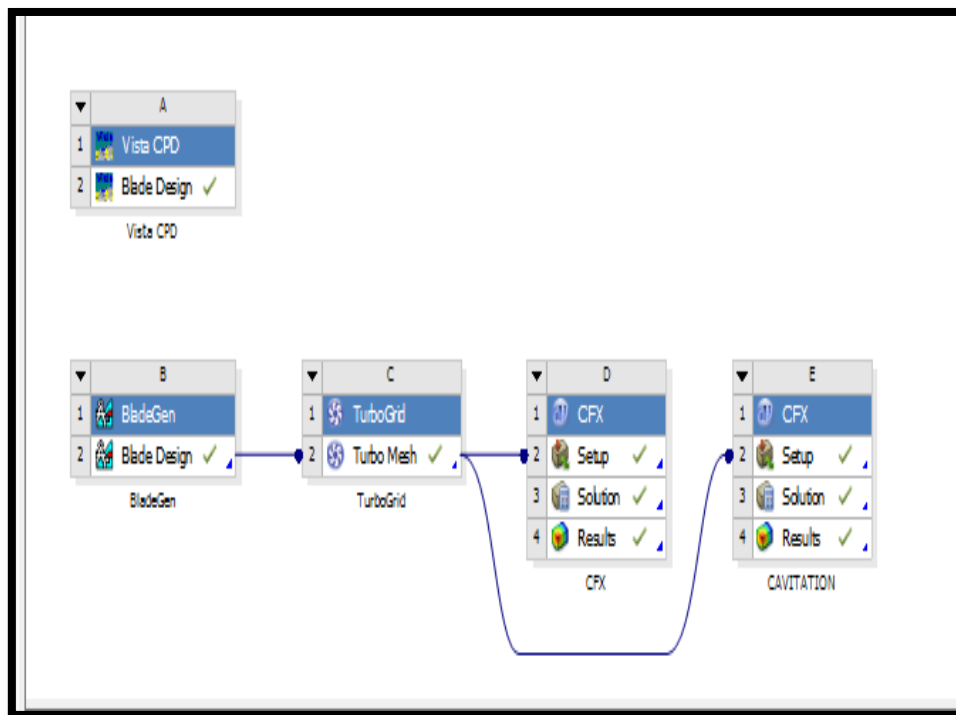 A
1 Vista CPD
2 Blade Design
Vista CPD
B
1 BladeGen
2 Blade Design
BladeGen
C
1 TurboGrid
2 Turbo Mesh
TurboGrid
D
1 CFX
2 Setup
3 Solution
4 Results
CFX
E
1 CFX
2 Setup
3 Solution
4 Results
CAVITATION